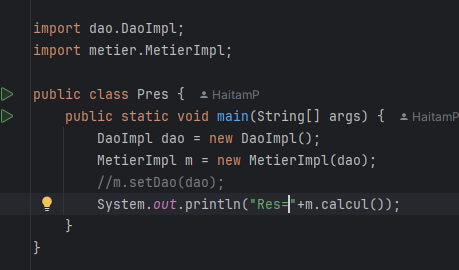 import dao.DaoImpl;
import metier.MetierImpl;
public class Pres { HaitamP
public static void main(String[] args) { HaitamP
DaoImpl dao = new DaoImpl();
MetierImpl m = new MetierImpl(dao);
//m.setDao(dao);
System.out.println("Res="+m.calcul());
}
}